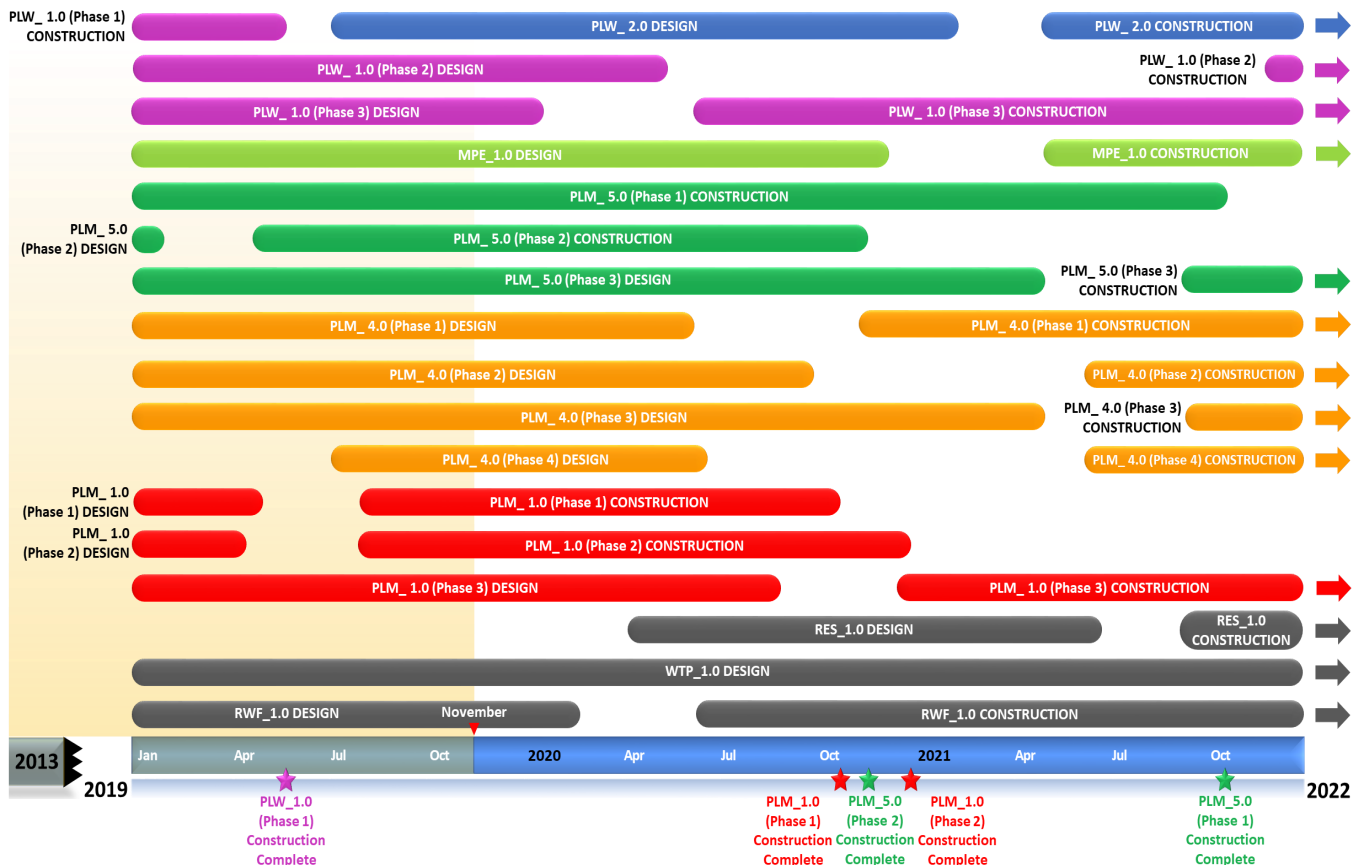 PLW_ 1.0 (Phase 1)
CONSTRUCTION
PLW_ 2.0 DESIGN
PLW_ 2.0 CONSTRUCTION
PLW_ 1.0 (Phase 2) DESIGN
PLW_ 1.0 (Phase 2)
CONSTRUCTION
PLW_ 1.0 (Phase 3) DESIGN
PLW_ 1.0 (Phase 3) CONSTRUCTION
MPE_1.0 DESIGN
MPE_1.0 CONSTRUCTION
PLM_ 5.0 (Phase 1) CONSTRUCTION
PLM_ 5.0
(Phase 2) DESIGN
PLM_ 5.0 (Phase 2) CONSTRUCTION
PLM_ 5.0 (Phase 3) DESIGN
PLM_ 5.0 (Phase 3)
CONSTRUCTION
PLM_ 4.0 (Phase 1) DESIGN
PLM_ 4.0 (Phase 1) CONSTRUCTION
PLM_ 4.0 (Phase 2) DESIGN
PLM_ 4.0 (Phase 2) CONSTRUCTION
PLM_ 4.0 (Phase 3) DESIGN
PLM_ 4.0 (Phase 3)
CONSTRUCTION
PLM_ 4.0 (Phase 4) DESIGN
PLM_ 4.0 (Phase 4) CONSTRUCTION
PLM_ 1.0
(Phase 1) DESIGN
PLM_ 1.0 (Phase 1) CONSTRUCTION
PLM_ 1.0
(Phase 2) DESIGN
PLM_ 1.0 (Phase 2) CONSTRUCTION
PLM_ 1.0 (Phase 3) DESIGN
PLM_ 1.0 (Phase 3) CONSTRUCTION
RES_1.0 DESIGN
RES_1.0
CONSTRUCTION
WTP_1.0 DESIGN
RWF_1.0 DESIGN
November
RWF_1.0 CONSTRUCTION
2013
Jan
Apr
Jul
Oct
2020
Apr
Jul
Oct
2021
Apr
Jul
Oct
2019
2022
PLW_1.0
(Phase 1)
Construction
Complete
PLM_1.0
(Phase 1)
Construction
Complete
PLM_5.0
(Phase 2)
Construction
Complete
PLM_1.0
(Phase 2)
Construction
Complete
PLM_5.0
(Phase 1)
Construction
Complete